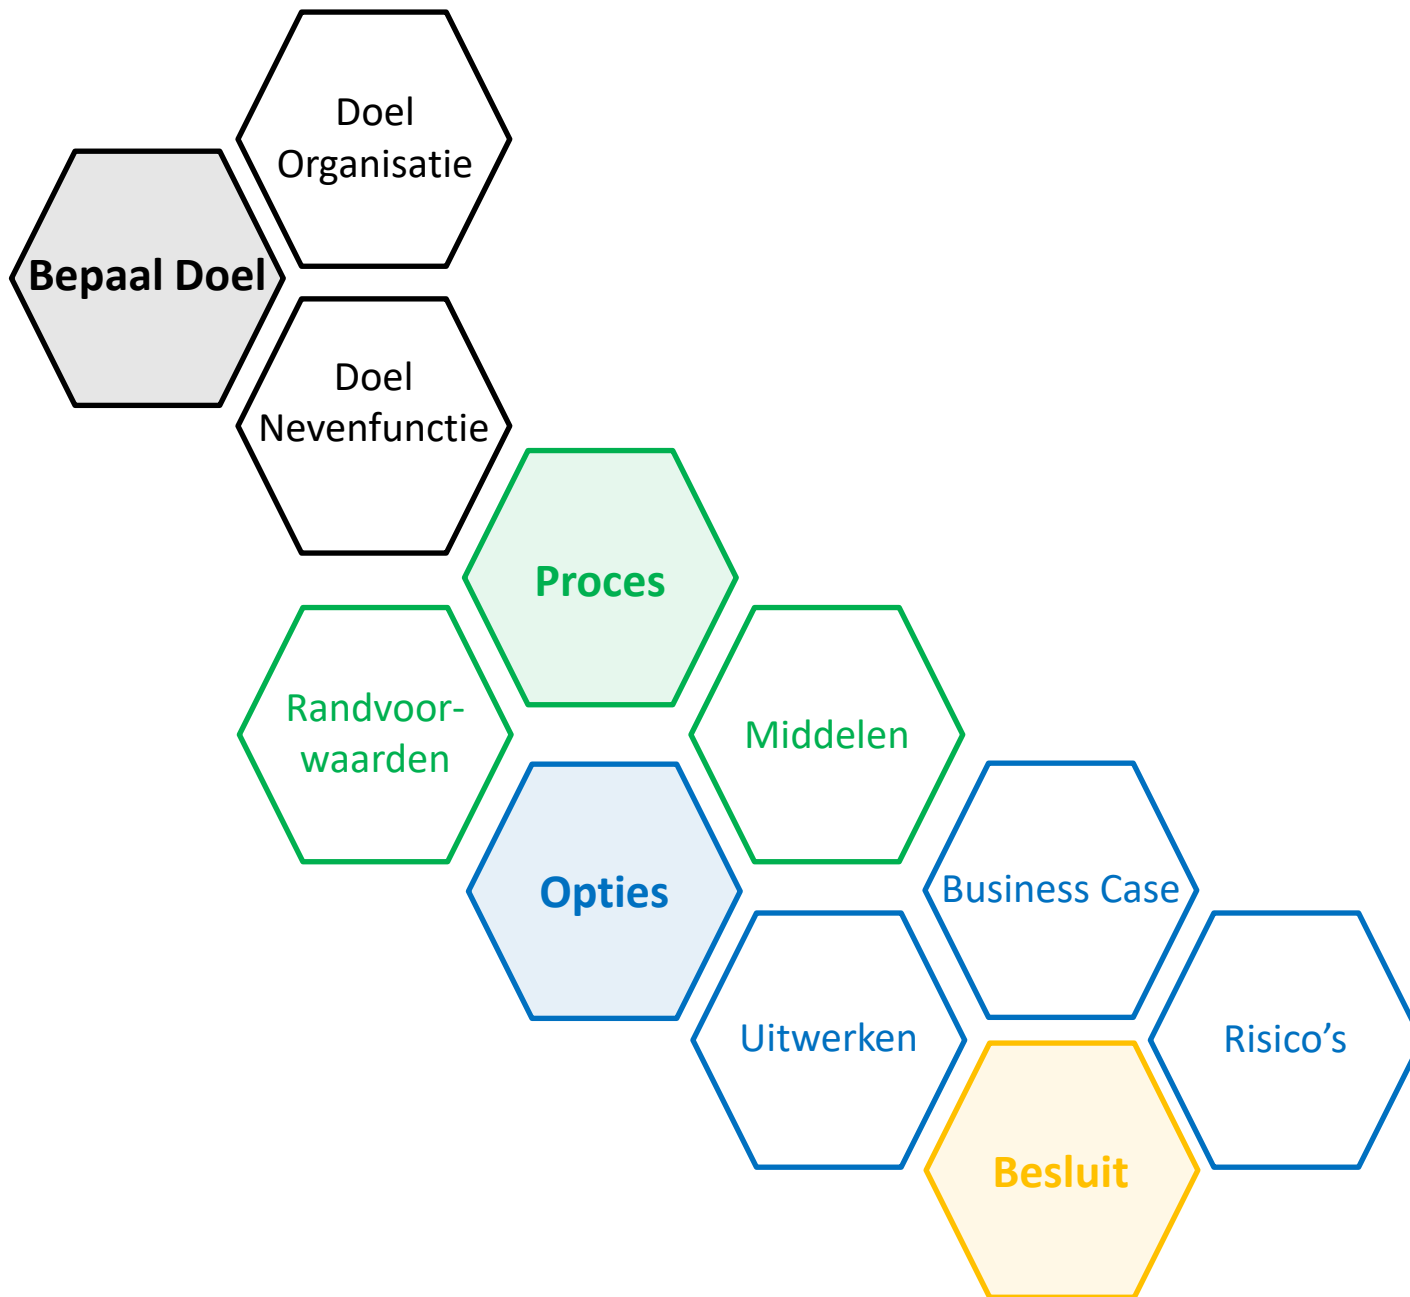 Doel
Organisatie
Bepaal Doel
Doel
Nevenfunctie
Proces
Randvoor-
waarden
Middelen
Opties
Business Case
Uitwerken
Risico’s
Besluit